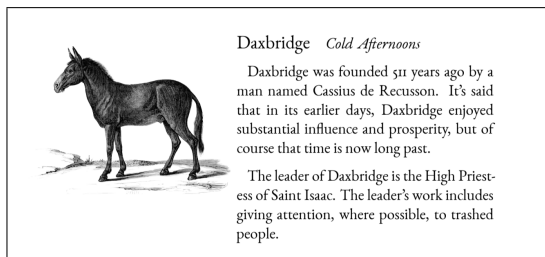 Daxbridge Cold Afternoons
Daxbridge was founded 511 years ago by a
man named Cassius de Recusson. It's said
that in its earlier days, Daxbridge enjoyed
substantial influence and prosperity, but of
course that time is now long past.
The leader of Daxbridge is the High Priest-
ess of Saint Isaac. The leader's work includes
giving attention, where possible, to trashed
people.